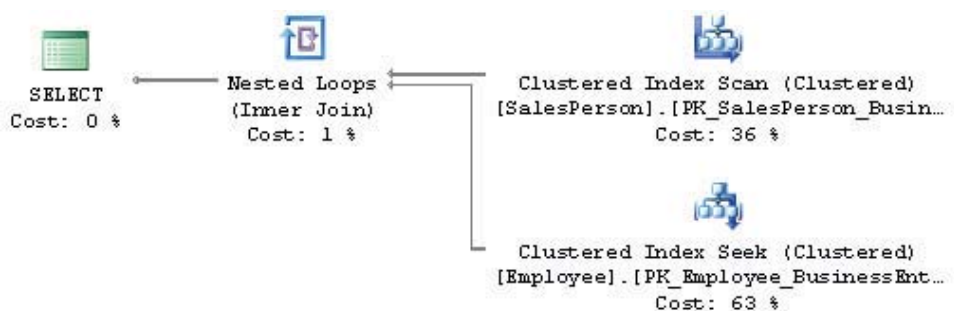 SELECT
Cost: 0 %
Nested Loops
(Inner Join)
Cost: 1 %
Clustered Index Scan (Clustered)
[SalesPerson].[PK_SalesPerson_Busin…
Cost: 36 %
Clustered Index Seek (Clustered)
[Employee].[PK_Employee_BusinessEnt…
Cost: 63 %